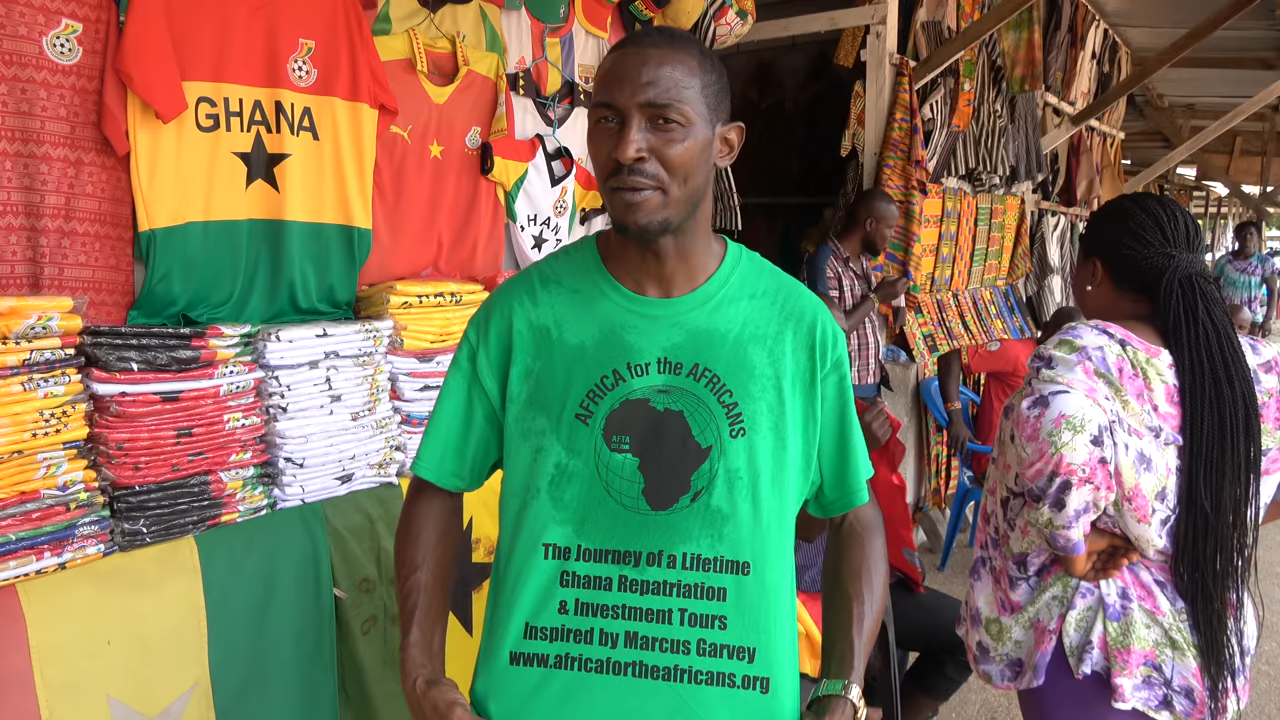 GHANA
GHANA
AFRICA for the AFRICANS
AFTA
The Journey of a Lifetime
Ghana Repatriation
& Investment Tours
Inspired by Marcus Garvey
www.africafortheafricans.org